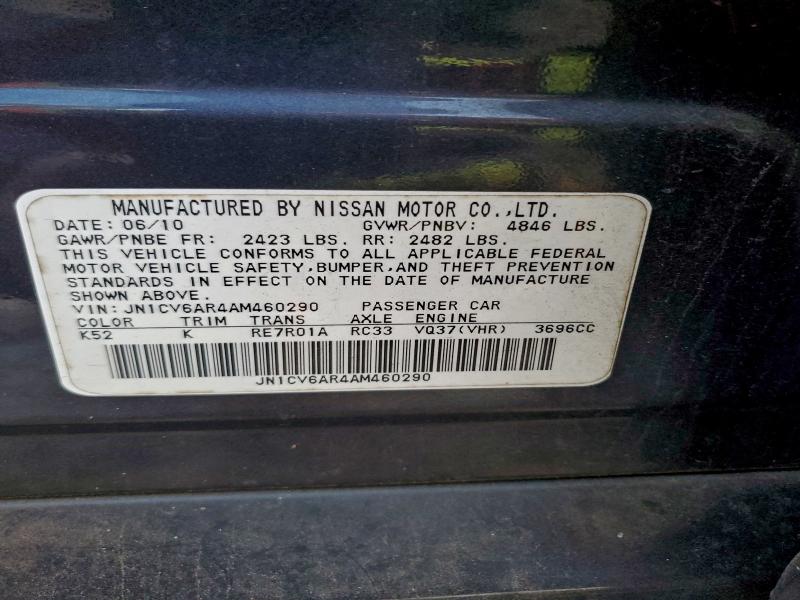 MANUFACTURED BY NISSAN MOTOR CO.,LTD.
DATE: 06/10 GVWR/PNBV: 4846 LBS.
GAWR/PNBE FR: 2423 LBS. RR: 2482 LBS.
THIS VEHICLE CONFORMS TO ALL APPLICABLE FEDERAL
MOTOR VEHICLE SAFETY,BUMPER,AND THEFT PREVENTION
STANDARDS IN EFFECT ON THE DATE OF MANUFACTURE
SHOWN ABOVE.
VIN: JN1CV6AR4AM460290 PASSENGER CAR
COLOR TRIM TRANS AXLE ENGINE
K52 K RE7R01A RC33 VQ37(VHR) 3696CC
JN1CV6AR4AM460290